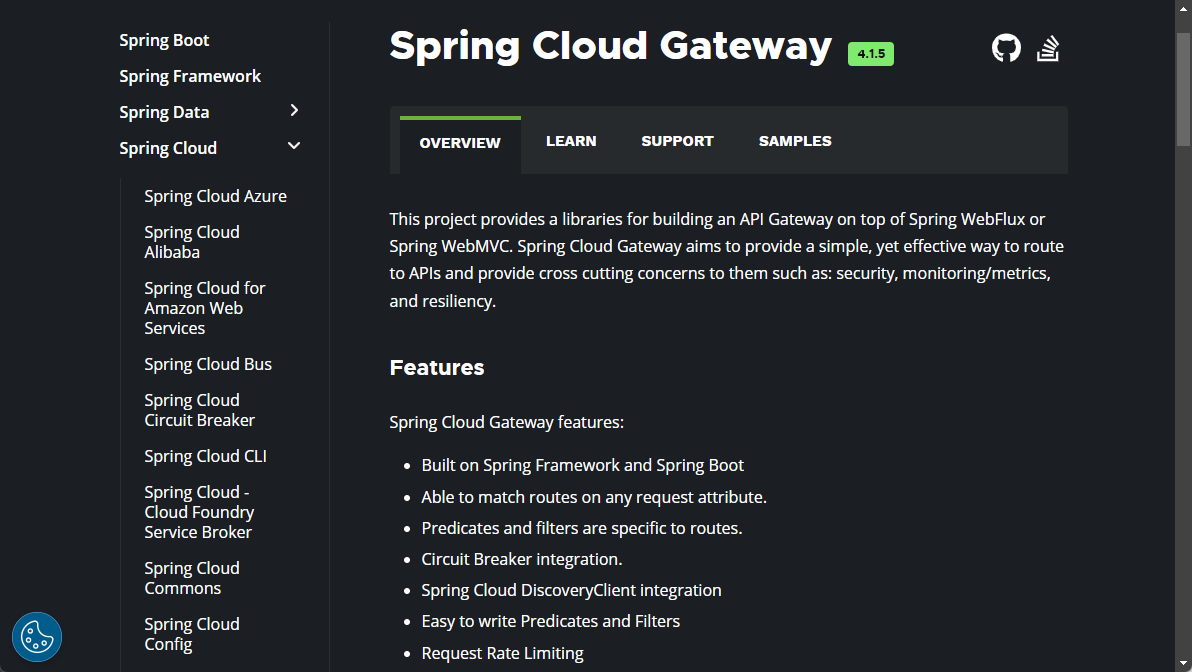 Spring Boot
Spring Framework
Spring Data
Spring Cloud
Spring Cloud Azure
Spring Cloud
Alibaba
Spring Cloud for
Amazon Web
Services
Spring Cloud Bus
Spring Cloud
Circuit Breaker
Spring Cloud CLI
Spring Cloud -
Cloud Foundry
Service Broker
Spring Cloud
Commons
Spring Cloud
Config
Spring Cloud Gateway 4.1.5
OVERVIEW LEARN SUPPORT SAMPLES
This project provides a libraries for building an API Gateway on top of Spring WebFlux or
Spring WebMVC. Spring Cloud Gateway aims to provide a simple, yet effective way to route
to APIs and provide cross cutting concerns to them such as: security, monitoring/metrics,
and resiliency.
Features
Spring Cloud Gateway features:
• Built on Spring Framework and Spring Boot
• Able to match routes on any request attribute.
• Predicates and filters are specific to routes.
• Circuit Breaker integration.
• Spring Cloud DiscoveryClient integration
• Easy to write Predicates and Filters
• Request Rate Limiting